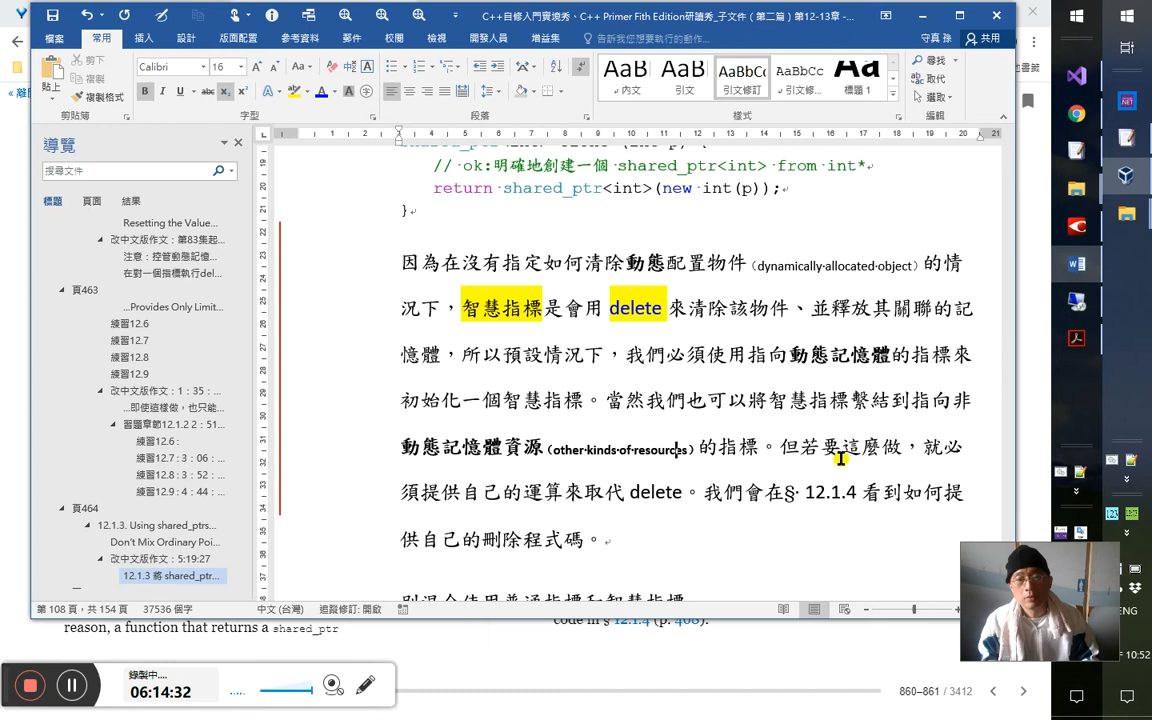 C++自修入門實境秀、C++ Primer Fith Edition研讀秀_子文件（第二篇）第12-13章 -...
檔案 常用 插入 設計 版面配置 參考資料 郵件 校閱 檢視 開發人員 增益集 告訴我您想要執行的動作... 守真 孫 共用
貼上 剪下 複製 複製格式
Calibri 16
AaBb AaBb AaBbCc AaBbCc AaBb
內文 引文 引文修訂 引文修... 標題 1
尋找 取代 選取
剪貼簿 字型 段落 樣式 編輯
導覽
搜尋文件
標題 頁面 結果
Resetting the Value...
改中文版作文：第83集起...
注意：控管動態記憶...
在對一個指標執行del...
頁463
...Provides Only Limit...
練習12.6
練習12.7
練習12.8
練習12.9
改中文版作文：1：35：...
...即使這樣做，也只能...
習題章節12.1.2 2：51...
練習12.6：
練習12.7：3：06：...
練習12.8：3：52：...
練習12.9：4：44：...
頁464
12.1.3. Using shared_ptrs...
Don't Mix Ordinary Poi...
改中文版作文：5:19:27
12.1.3 將 shared_ptr...
// ok:明確地創建一個 shared_ptr<int> from int*
return shared_ptr<int>(new int(p));
}
因為在沒有指定如何清除動態配置物件（dynamically allocated object）的情
況下，智慧指標是會用 delete 來清除該物件、並釋放其關聯的記
憶體，所以預設情況下，我們必須使用指向動態記憶體的指標來
初始化一個智慧指標。當然我們也可以將智慧指標繫結到指向非
動態記憶體資源（other kinds of resources）的指標。但若要這麼做，就必
須提供自己的運算來取代 delete。我們會在§ 12.1.4 看到如何提
供自己的刪除程式碼。
別混合使用普通指標和智慧指標
第 108 頁，共 154 頁 37536 個字 中文 (台灣) 追蹤修訂: 開啟
reason, a function that returns a shared_ptr
code in § 12.1.4 (p. 468).
錄製中...
06:14:32
860–861 / 3412
ENG
10:52